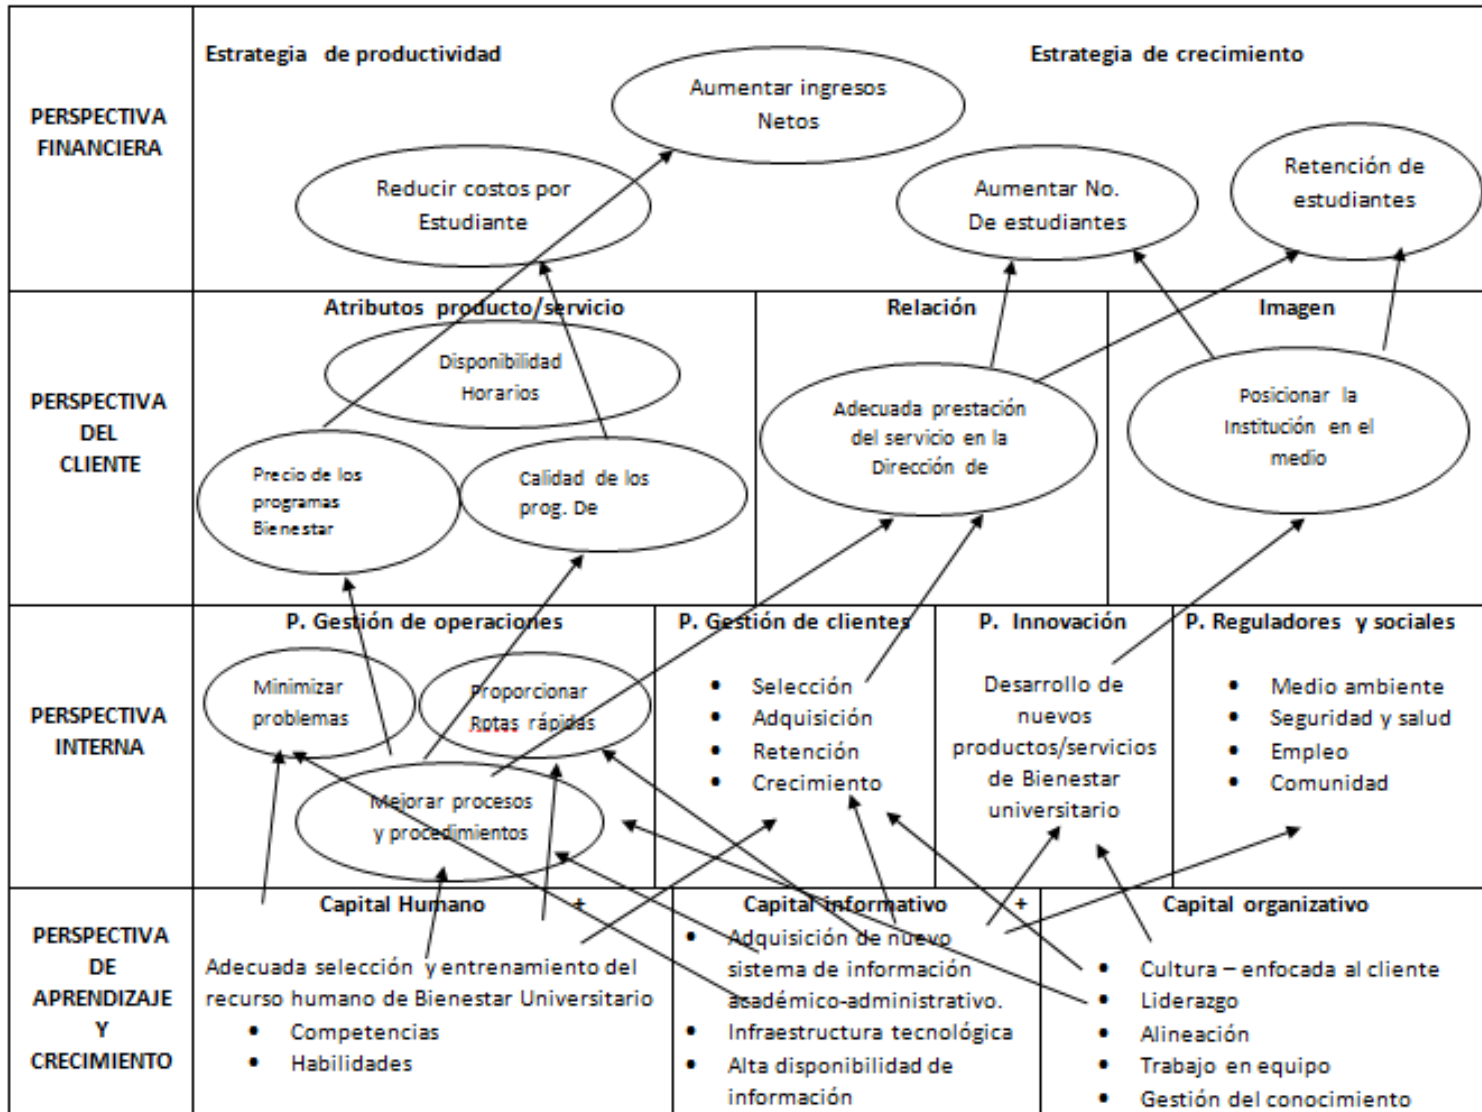 PERSPECTIVA
FINANCIERA
Estrategia de productividad
Estrategia de crecimiento
Aumentar ingresos
Netos
Reducir costos por
Estudiante
Aumentar No.
De estudiantes
Retención de
estudiantes
PERSPECTIVA
DEL
CLIENTE
Atributos producto/servicio
Disponibilidad
Horarios
Precio de los
programas
Bienestar
Calidad de los
prog. De
Relación
Adecuada prestación
del servicio en la
Dirección de
Imagen
Posicionar la
Institución en el
medio
PERSPECTIVA
INTERNA
P. Gestión de operaciones
Minimizar
problemas
Proporcionar
Rptas rápidas
Mejorar procesos
y procedimientos
P. Gestión de clientes
• Selección
• Adquisición
• Retención
• Crecimiento
P. Innovación
Desarrollo de
nuevos
productos/servicios
de Bienestar
universitario
P. Reguladores y sociales
• Medio ambiente
• Seguridad y salud
• Empleo
• Comunidad
PERSPECTIVA
DE
APRENDIZAJE
Y
CRECIMIENTO
Capital Humano +
Adecuada selección y entrenamiento del
recurso humano de Bienestar Universitario
• Competencias
• Habilidades
Capital informativo +
• Adquisición de nuevo
sistema de información
académico-administrativo.
• Infraestructura tecnológica
• Alta disponibilidad de
información
Capital organizativo
• Cultura – enfocada al cliente
• Liderazgo
• Alineación
• Trabajo en equipo
• Gestión del conocimiento